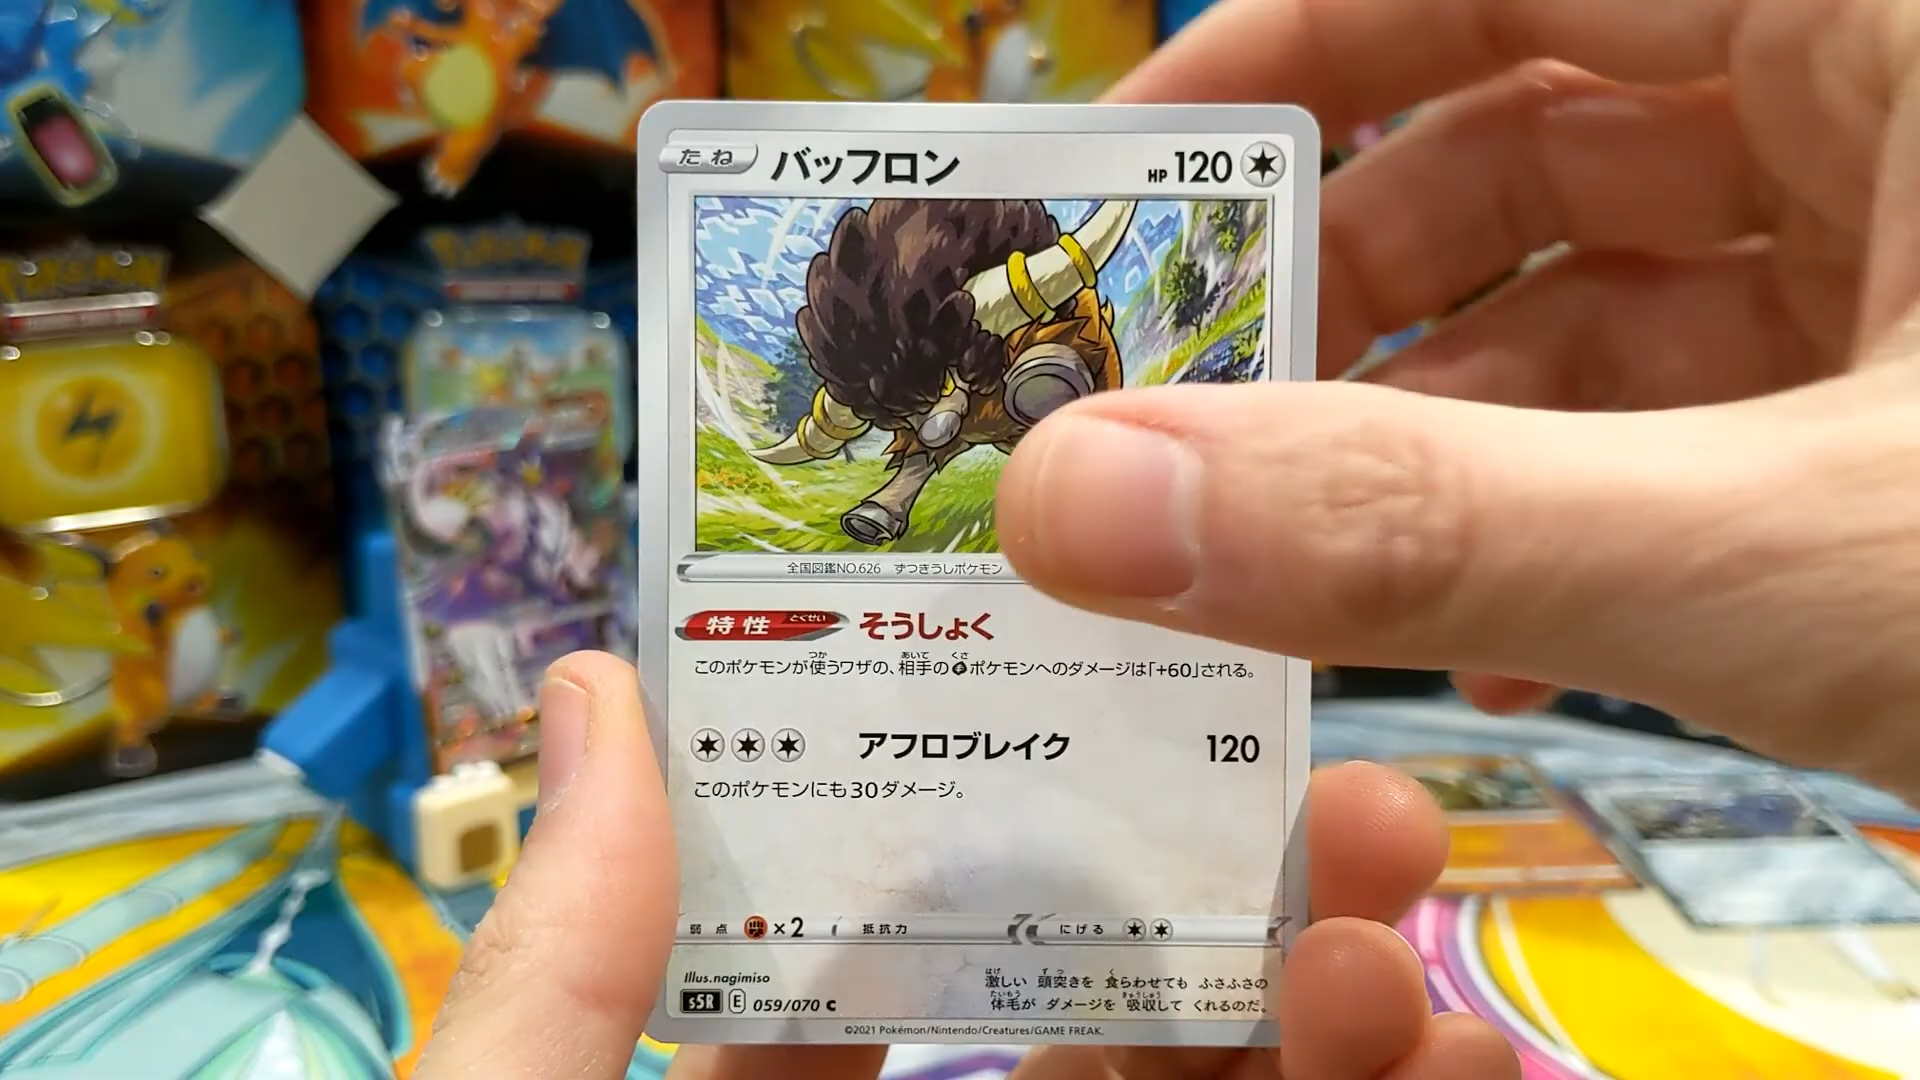 たね バッフロン HP 120
全国図鑑NO.626 ずつきうしポケモン
特性 とくせい そうしょく
このポケモンが使うワザの、相手のポケモンへのダメージは「+60」される。
アフロブレイク 120
このポケモンにも30ダメージ。
弱点 ×2 抵抗力 にげる
Illus.nagimiso
激しい 頭突きを 食らわせても ふさふさの
体毛が ダメージを 吸収して くれるのだ。
s5R E 059/070 C
©2021 Pokémon/Nintendo/Creatures/GAME FREAK.
POKÉMON
POKÉMON